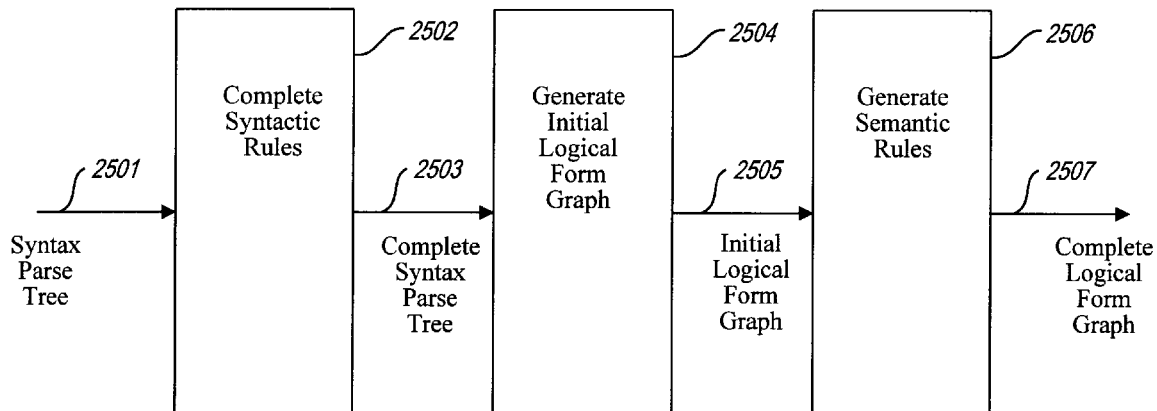 2502
2504
2506
Complete
Syntactic
Rules
Generate
Initial
Logical
Form
Graph
Generate
Semantic
Rules
2501
2503
2505
2507
Syntax
Parse
Tree
Complete
Syntax
Parse
Tree
Initial
Logical
Form
Graph
Complete
Logical
Form
Graph